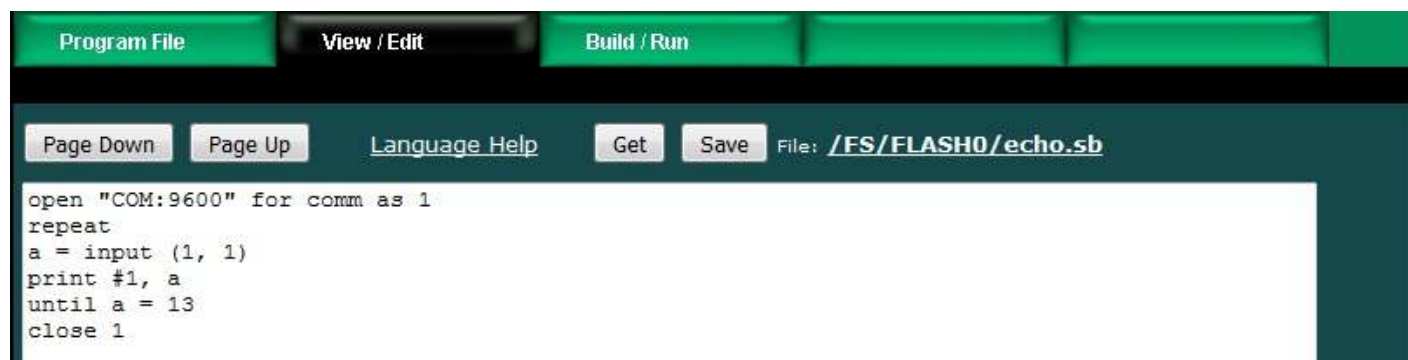 Program File View / Edit Build / Run
Page Down Page Up Language Help Get Save File: /FS/FLASH0/echo.sb
open "COM:9600" for comm as 1
repeat
a = input (1, 1)
print #1, a
until a = 13
close 1